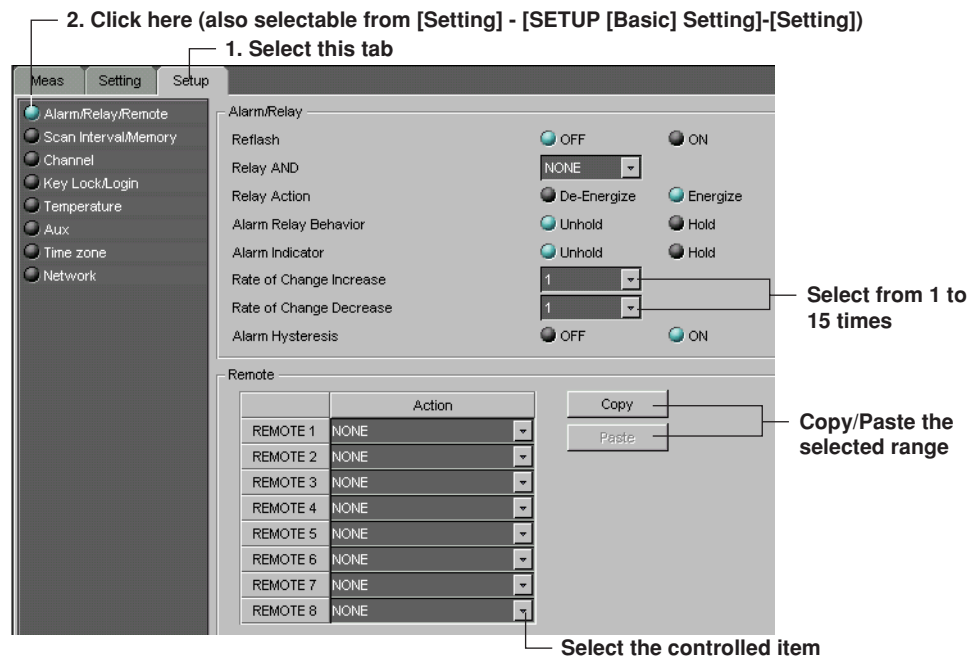 2. Click here (also selectable from [Setting] - [SETUP [Basic] Setting]-[Setting])
1. Select this tab
Meas Setting Setup
Alarm/Relay/Remote
Scan Interval/Memory
Channel
Key Lock/Login
Temperature
Aux
Time zone
Network
Alarm/Relay
Reflash OFF ON
Relay AND NONE
Relay Action De-Energize Energize
Alarm Relay Behavior Unhold Hold
Alarm Indicator Unhold Hold
Rate of Change Increase 1
Rate of Change Decrease 1
Alarm Hysteresis OFF ON
Select from 1 to
15 times
Remote
Action
REMOTE 1 NONE
REMOTE 2 NONE
REMOTE 3 NONE
REMOTE 4 NONE
REMOTE 5 NONE
REMOTE 6 NONE
REMOTE 7 NONE
REMOTE 8 NONE
Copy
Paste
Copy/Paste the
selected range
Select the controlled item